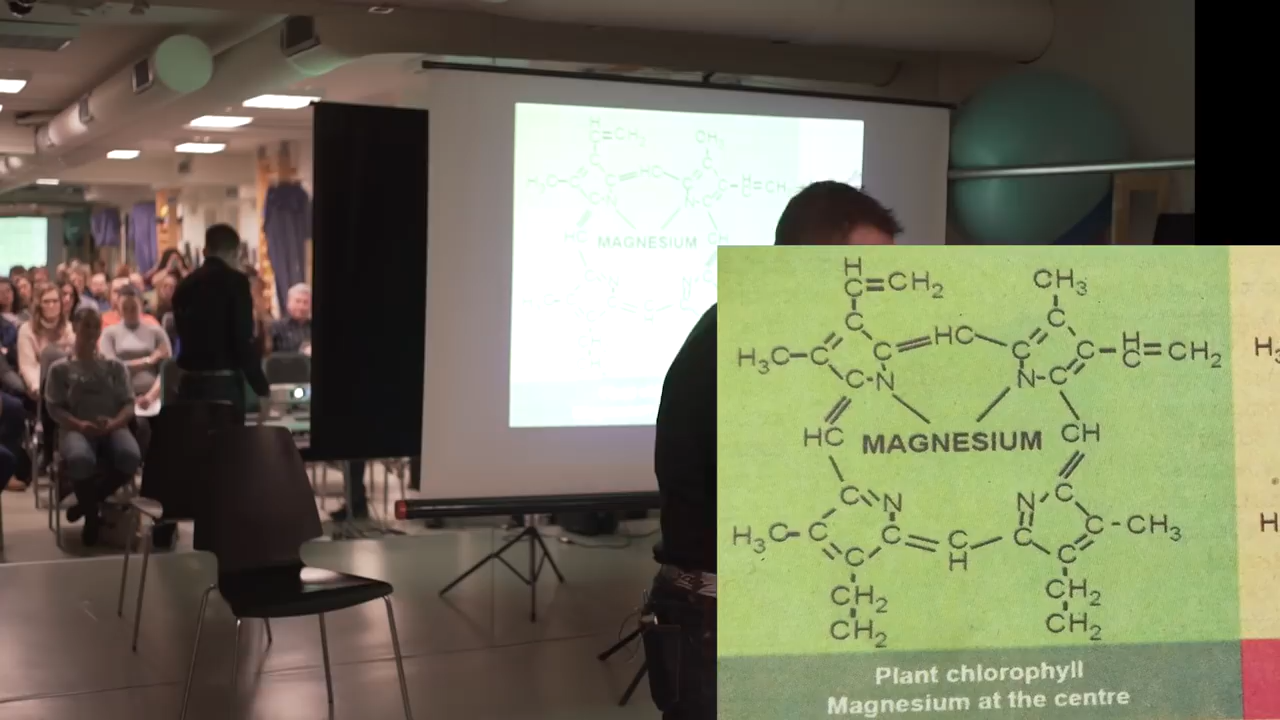 H
C=CH₂
CH₃
C
C
H₃C-C
C=HC
C
C-C=CH₂
H
C-N
N-C
HC
MAGNESIUM
CH
C
N
N
C
H₃C-C
C
C
H
C
C-CH₃
C
C
CH₂
CH₂
CH₂
CH₂
Plant chlorophyll
Magnesium at the centre
MAGNESIUM